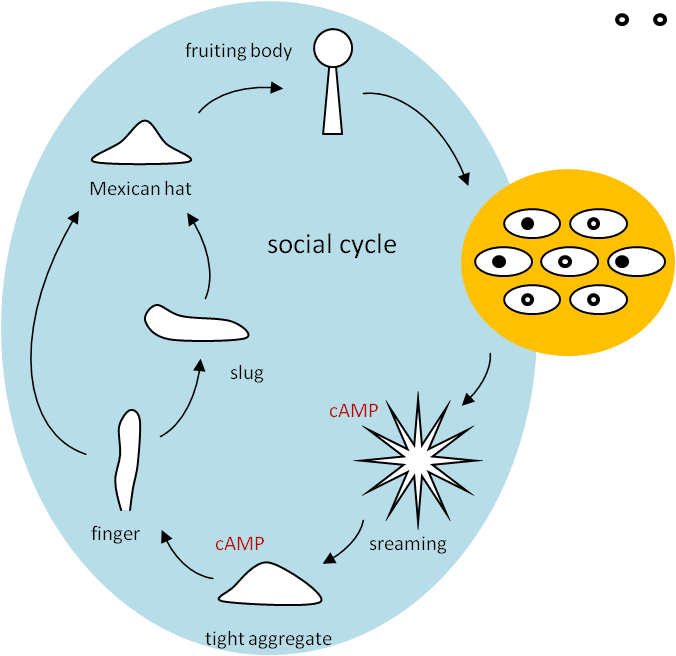 fruiting body
Mexican hat
social cycle
slug
cAMP
finger
cAMP
sreaming
tight aggregate